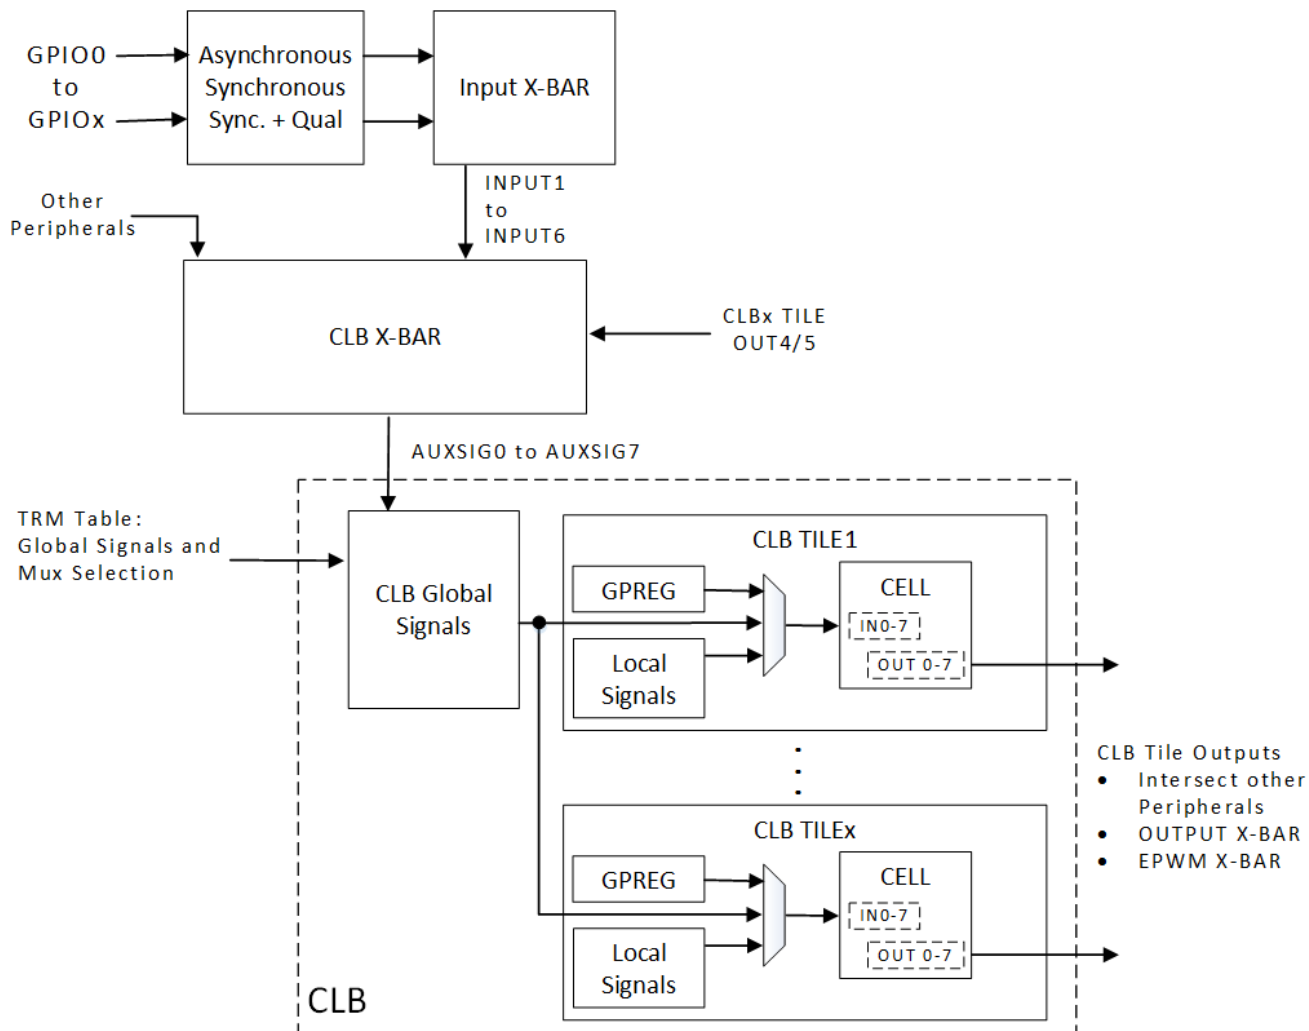 GPIO0
to
GPIOx
Asynchronous
Synchronous
Sync. + Qual
Input X-BAR
INPUT1
to
INPUT6
Other
Peripherals
CLB X-BAR
CLBx TILE
OUT4/5
AUXSIG0 to AUXSIG7
TRM Table:
Global Signals and
Mux Selection
CLB Global
Signals
CLB TILE1
GPREG
Local
Signals
CELL
IN0-7
OUT 0-7
CLB TILEx
GPREG
Local
Signals
CELL
IN0-7
OUT 0-7
CLB Tile Outputs
• Intersect other
Peripherals
• OUTPUT X-BAR
• EPWM X-BAR
CLB